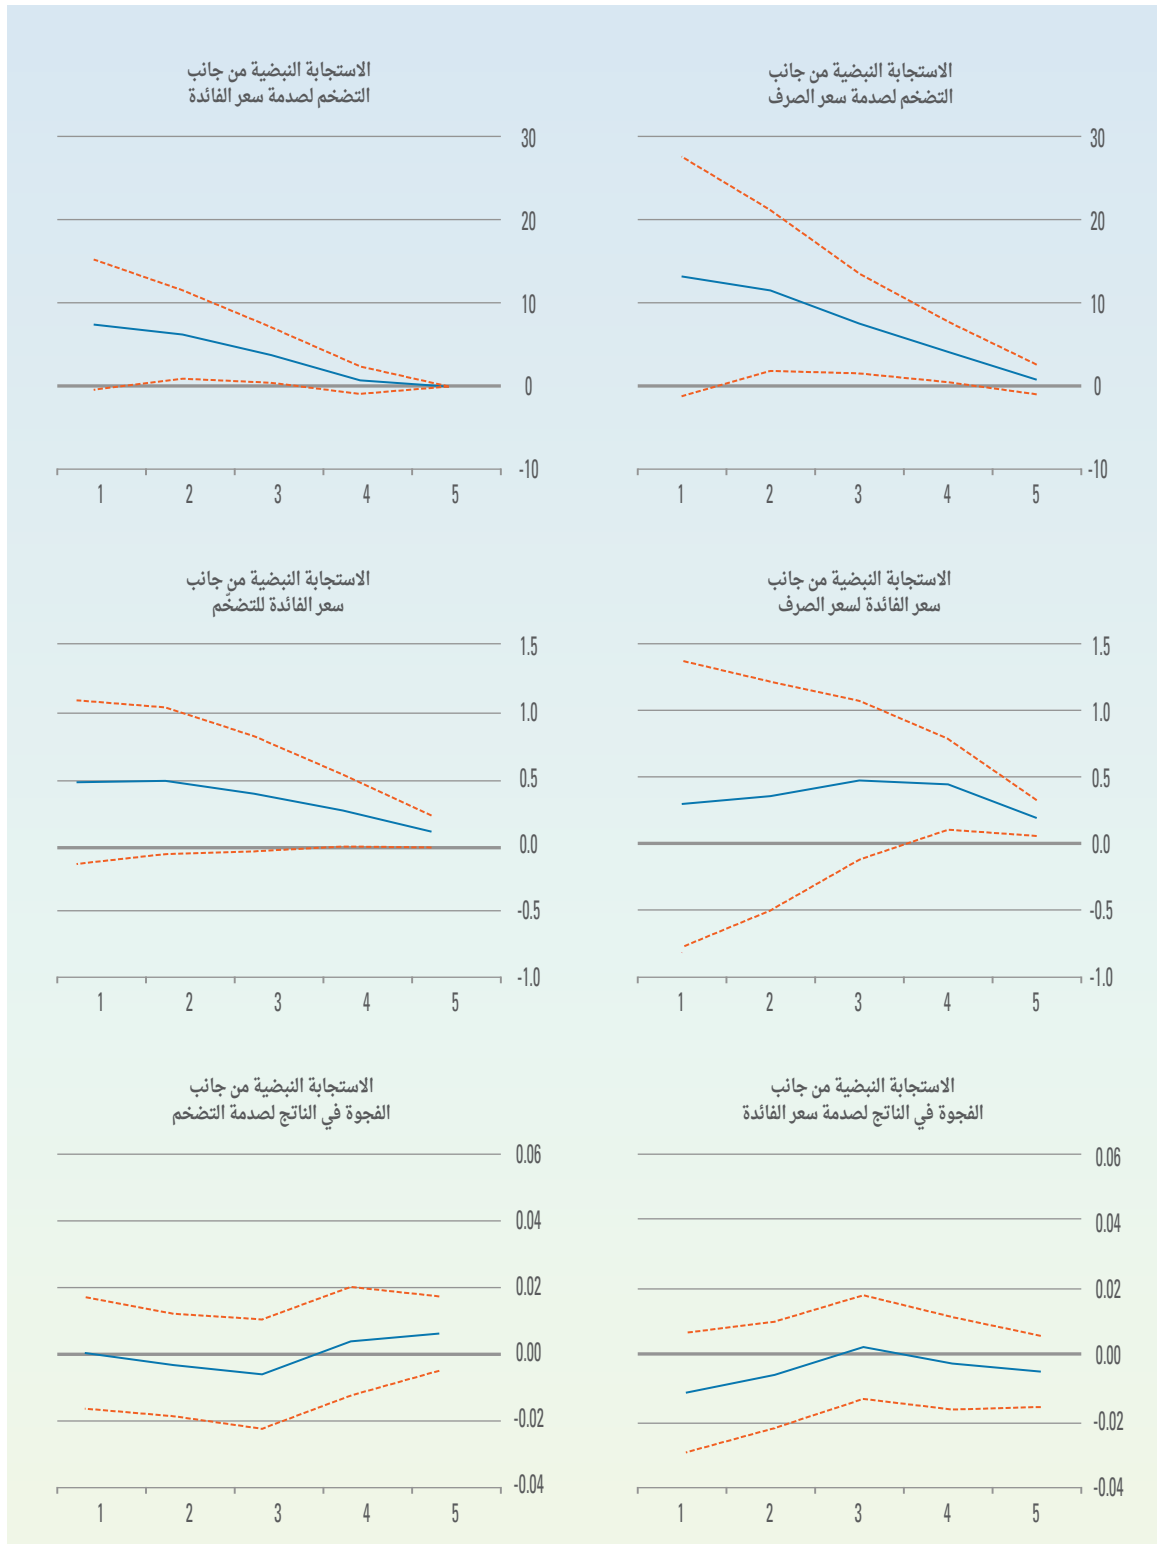 الاستجابة النبضية من جانب
التضخم لصدمة سعر الصرف
30
20
10
0
-10
1 2 3 4 5
الاستجابة النبضية من جانب
التضخم لصدمة سعر الفائدة
30
20
10
0
-10
1 2 3 4 5
الاستجابة النبضية من جانب
سعر الفائدة لسعر الصرف
1.5
1.0
0.5
0.0
-0.5
-1.0
1 2 3 4 5
الاستجابة النبضية من جانب
سعر الفائدة للتضخّم
1.5
1.0
0.5
0.0
-0.5
-1.0
1 2 3 4 5
الاستجابة النبضية من جانب
الفجوة في الناتج لصدمة سعر الفائدة
0.06
0.04
0.02
0.00
-0.02
-0.04
1 2 3 4 5
الاستجابة النبضية من جانب
الفجوة في الناتج لصدمة التضخم
0.06
0.04
0.02
0.00
-0.02
-0.04
1 2 3 4 5